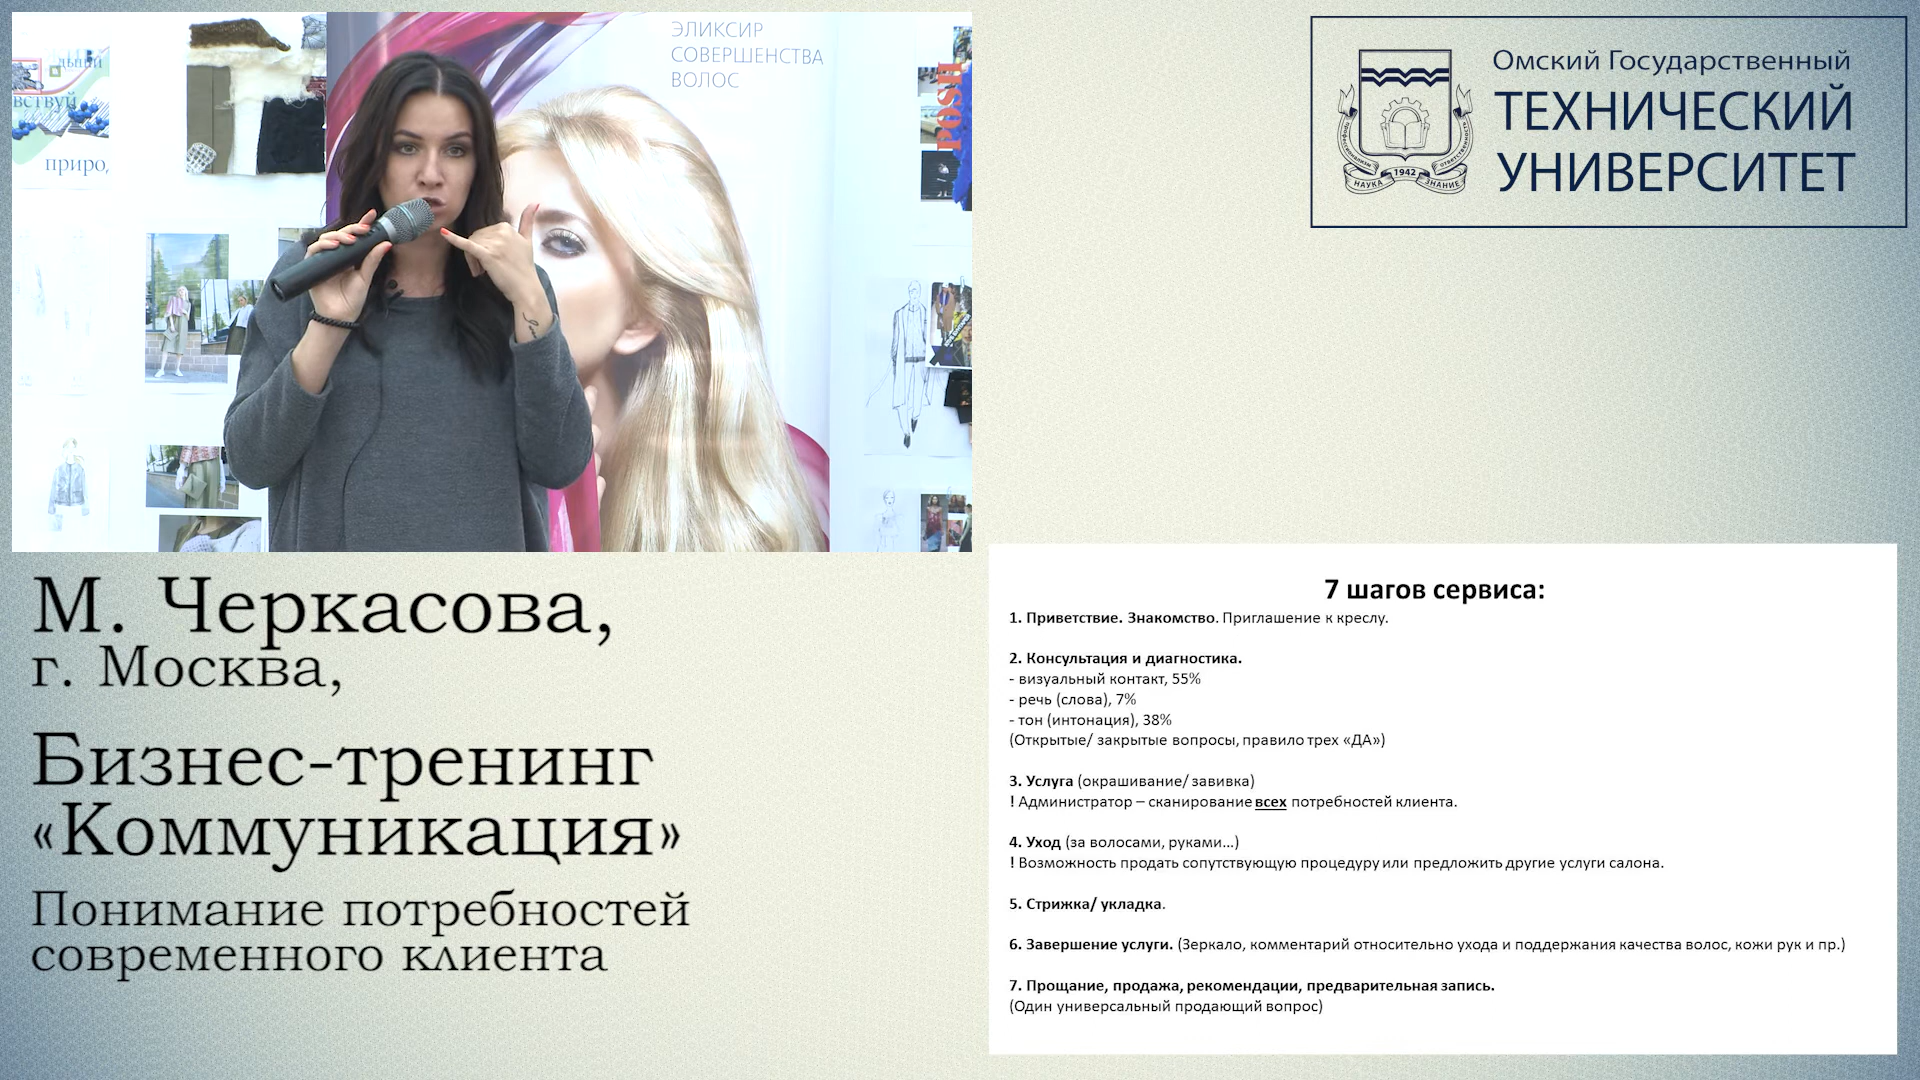 ЭЛИКСИР
СОВЕРШЕНСТВА
ВОЛОС
приро,
POSH
Омский Государственный
ТЕХНИЧЕСКИЙ
УНИВЕРСИТЕТ
профессионализм
ответственность
НАУКА 1942 ЗНАНИЕ
М. Черкасова,
г. Москва,
Бизнес-тренинг
«Коммуникация»
Понимание потребностей
современного клиента
7 шагов сервиса:
1. Приветствие. Знакомство. Приглашение к креслу.
2. Консультация и диагностика.
- визуальный контакт, 55%
- речь (слова), 7%
- тон (интонация), 38%
(Открытые/ закрытые вопросы, правило трех «ДА»)
3. Услуга (окрашивание/ завивка)
! Администратор – сканирование всех потребностей клиента.
4. Уход (за волосами, руками...)
! Возможность продать сопутствующую процедуру или предложить другие услуги салона.
5. Стрижка/ укладка.
6. Завершение услуги. (Зеркало, комментарий относительно ухода и поддержания качества волос, кожи рук и пр.)
7. Прощание, продажа, рекомендации, предварительная запись.
(Один универсальный продающий вопрос)